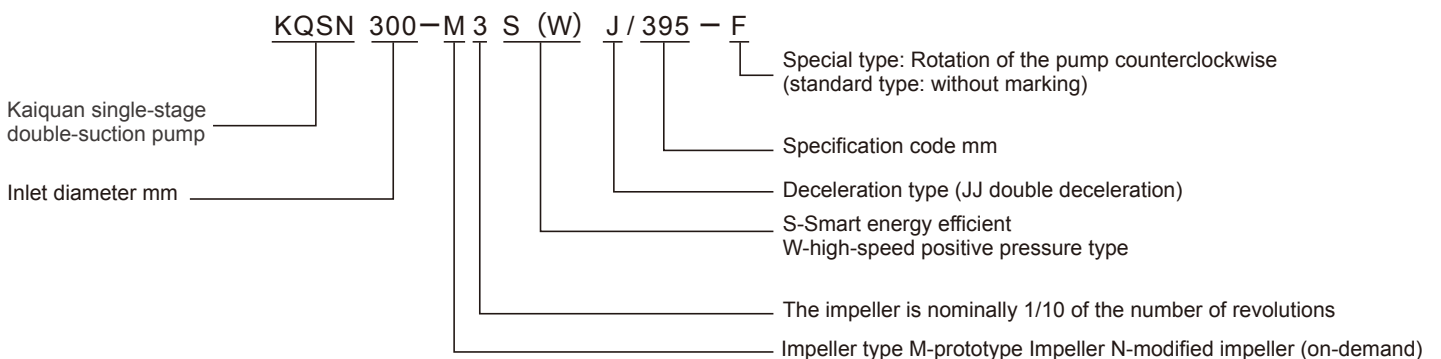 KQSN 300-M 3 S (W) J / 395 - F
Special type: Rotation of the pump counterclockwise
(standard type: without marking)
Kaiquan single-stage
double-suction pump
Specification code mm
Inlet diameter mm
Deceleration type (JJ double deceleration)
S-Smart energy efficient
W-high-speed positive pressure type
The impeller is nominally 1/10 of the number of revolutions
Impeller type M-prototype Impeller N-modified impeller (on-demand)